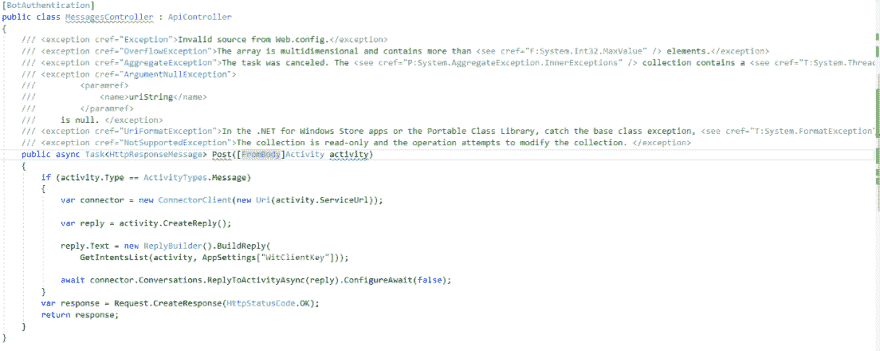 [BotAuthentication]
public class MessagesController : ApiController
{
/// <exception cref="Exception">Invalid source from Web.config.</exception>
/// <exception cref="OverflowException">The array is multidimensional and contains more than <see cref="F:System.Int32.MaxValue" /> elements.</exception>
/// <exception cref="AggregateException">The task was canceled. The <see cref="P:System.AggregateException.InnerExceptions" /> collection contains a <see cref="T:System.Threac
/// <exception cref="ArgumentNullException">
/// <paramref>
/// <name>uriString</name>
/// </paramref>
/// is null. </exception>
/// <exception cref="UriFormatException">In the .NET for Windows Store apps or the Portable Class Library, catch the base class exception, <see cref="T:System.FormatException"
/// <exception cref="NotSupportedException">The collection is read-only and the operation attempts to modify the collection. </exception>
public async Task<HttpResponseMessage> Post([FromBody]Activity activity)
{
if (activity.Type == ActivityTypes.Message)
{
var connector = new ConnectorClient(new Uri(activity.ServiceUrl));
var reply = activity.CreateReply();
reply.Text = new ReplyBuilder().BuildReply(
GetIntentsList(activity, AppSettings["WitClientKey"]));
await connector.Conversations.ReplyToActivityAsync(reply).ConfigureAwait(false);
}
var response = Request.CreateResponse(HttpStatusCode.OK);
return response;
}
}